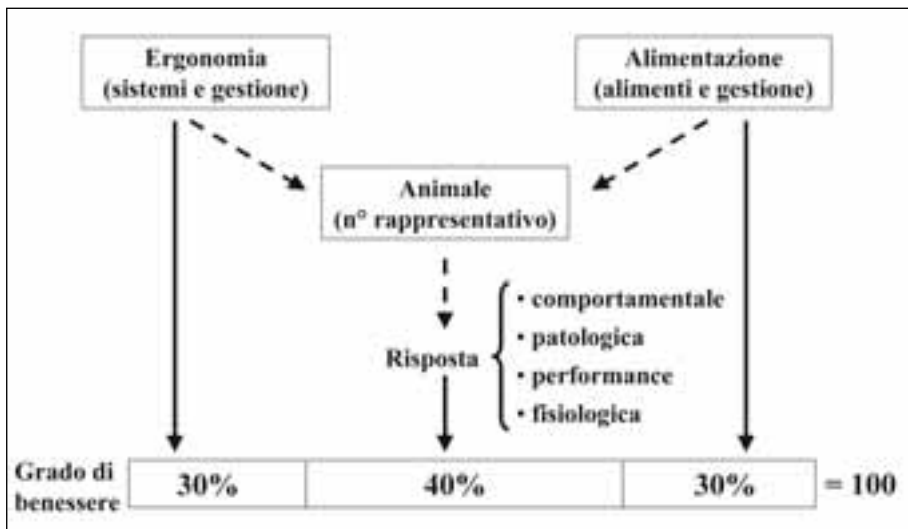 Ergonomia
(sistemi e gestione)
Alimentazione
(alimenti e gestione)
Animale
(n° rappresentativo)
Risposta
• comportamentale
• patologica
• performance
• fisiologica
Grado di
benessere
30%
40%
30%
= 100